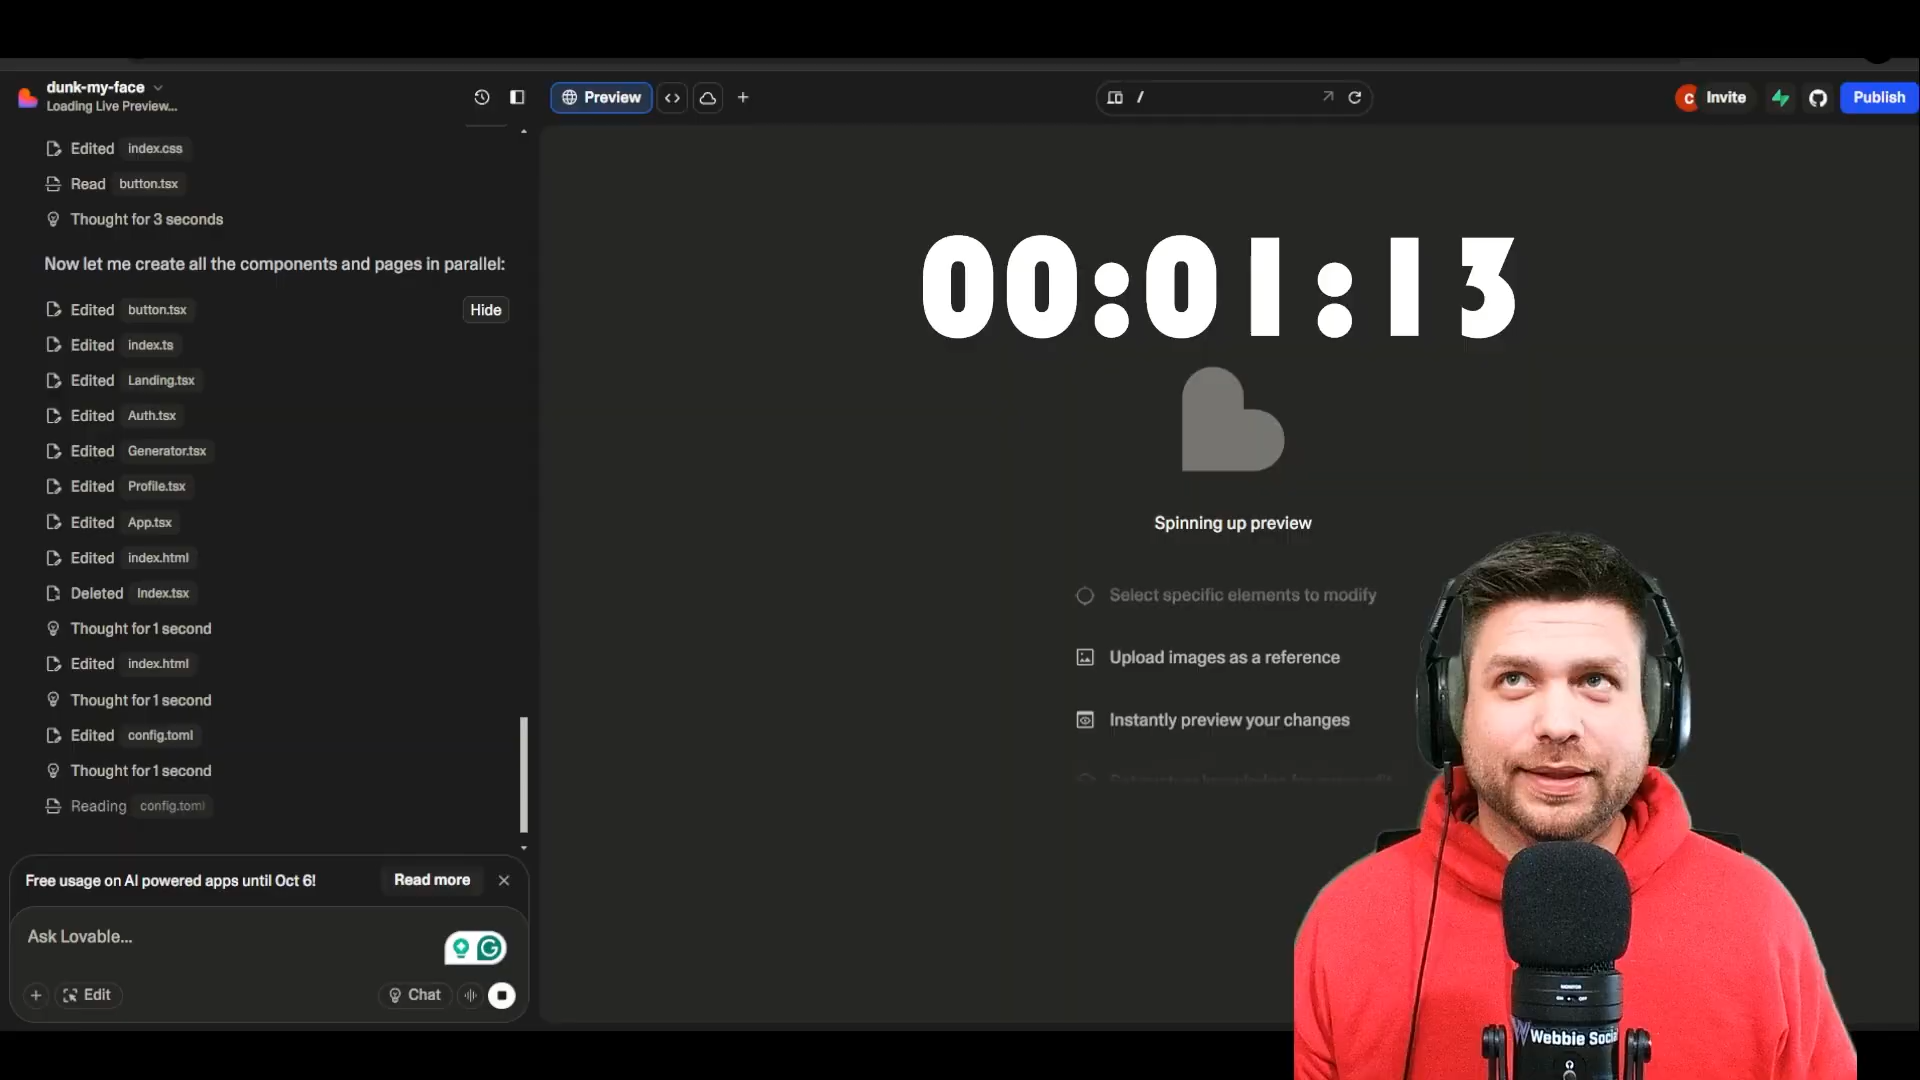 dunk-my-face
Loading Live Preview...
Preview
/
C
Invite
Publish
Edited index.css
Read button.tsx
Thought for 3 seconds
Now let me create all the components and pages in parallel:
Edited button.tsx
Hide
Edited index.ts
Edited Landing.tsx
Edited Auth.tsx
Edited Generator.tsx
Edited Profile.tsx
Edited App.tsx
Edited index.html
Deleted Index.tsx
Thought for 1 second
Edited index.html
Thought for 1 second
Edited config.toml
Thought for 1 second
Reading config.toml
Free usage on AI powered apps until Oct 6!
Read more
Ask Lovable...
Edit
Chat
00:01:13
Spinning up preview
Select specific elements to modify
Upload images as a reference
Instantly preview your changes
MONITOR
Webbie Social